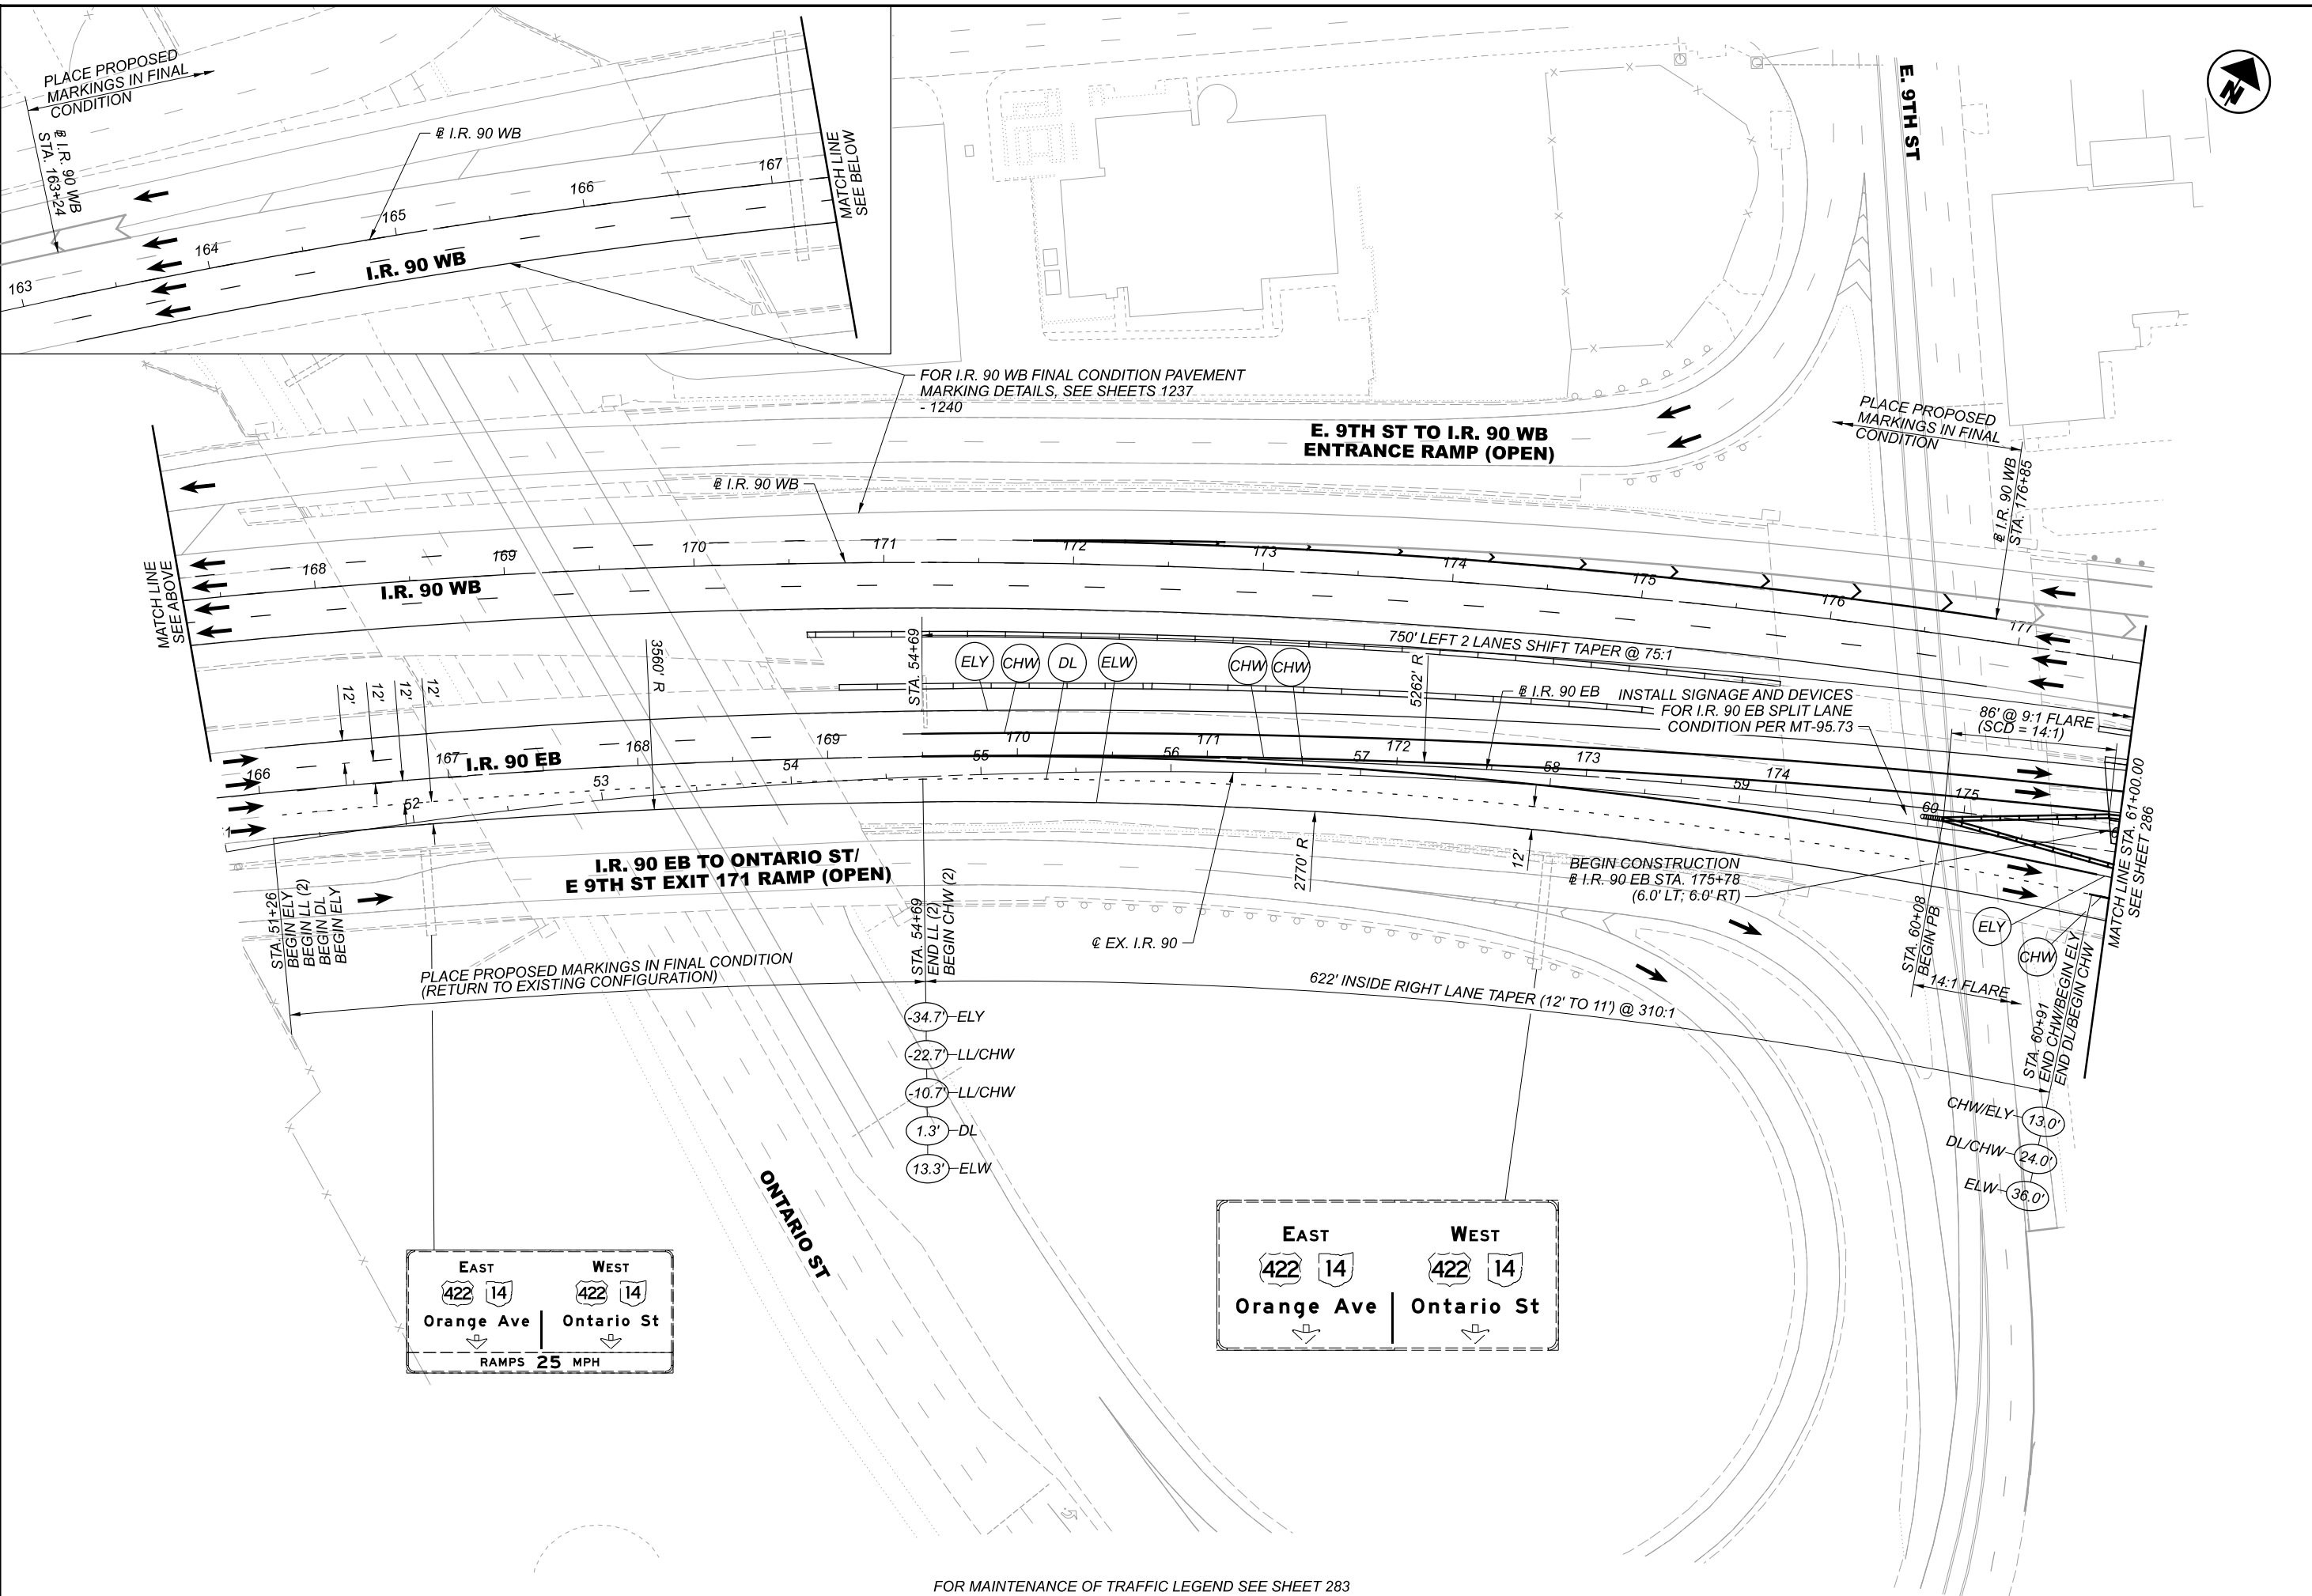 PLACE PROPOSED
MARKINGS IN FINAL
CONDITION
℄ I.R. 90 WB
STA. 163+24
℄ I.R. 90 WB
163
164
165
166
167
I.R. 90 WB
MATCH LINE
SEE BELOW
E. 9TH ST
N
FOR I.R. 90 WB FINAL CONDITION PAVEMENT
MARKING DETAILS, SEE SHEETS 1237
- 1240
E. 9TH ST TO I.R. 90 WB
ENTRANCE RAMP (OPEN)
PLACE PROPOSED
MARKINGS IN FINAL
CONDITION
℄ I.R. 90 WB
STA. 176+85
℄ I.R. 90 WB
MATCH LINE
SEE ABOVE
168
169
170
171
172
173
174
175
176
177
I.R. 90 WB
750' LEFT 2 LANES SHIFT TAPER @ 75:1
STA. 54+69
ELY
CHW
DL
ELW
CHW
CHW
3560' R
5262' R
12'
12'
12'
12'
℄ I.R. 90 EB
INSTALL SIGNAGE AND DEVICES
FOR I.R. 90 EB SPLIT LANE
CONDITION PER MT-95.73
86' @ 9:1 FLARE
(SCD = 14:1)
166
167
168
169
170
171
172
173
174
175
I.R. 90 EB
1
52
53
54
55
56
57
58
59
60
I.R. 90 EB TO ONTARIO ST/
E 9TH ST EXIT 171 RAMP (OPEN)
2770' R
12'
BEGIN CONSTRUCTION
℄ I.R. 90 EB STA. 175+78
(6.0' LT; 6.0' RT)
MATCH LINE STA. 61+00.00
SEE SHEET 286
STA. 51+26
BEGIN ELY
BEGIN LL (2)
BEGIN DL
BEGIN ELY
STA. 54+69
END LL (2)
BEGIN CHW (2)
℄ EX. I.R. 90
STA. 60+08
BEGIN PB
ELY
CHW
14:1 FLARE
PLACE PROPOSED MARKINGS IN FINAL CONDITION
(RETURN TO EXISTING CONFIGURATION)
622' INSIDE RIGHT LANE TAPER (12' TO 11') @ 310:1
STA. 60+91
END CHW/BEGIN ELY
END DL/BEGIN CHW
-34.7' ELY
-22.7' LL/CHW
-10.7' LL/CHW
1.3' DL
13.3' ELW
CHW/ELY 13.0'
DL/CHW 24.0'
ELW 36.0'
ONTARIO ST
EAST WEST
422 14 422 14
Orange Ave Ontario St
RAMPS 25 MPH
EAST WEST
422 14 422 14
Orange Ave Ontario St
FOR MAINTENANCE OF TRAFFIC LEGEND SEE SHEET 283